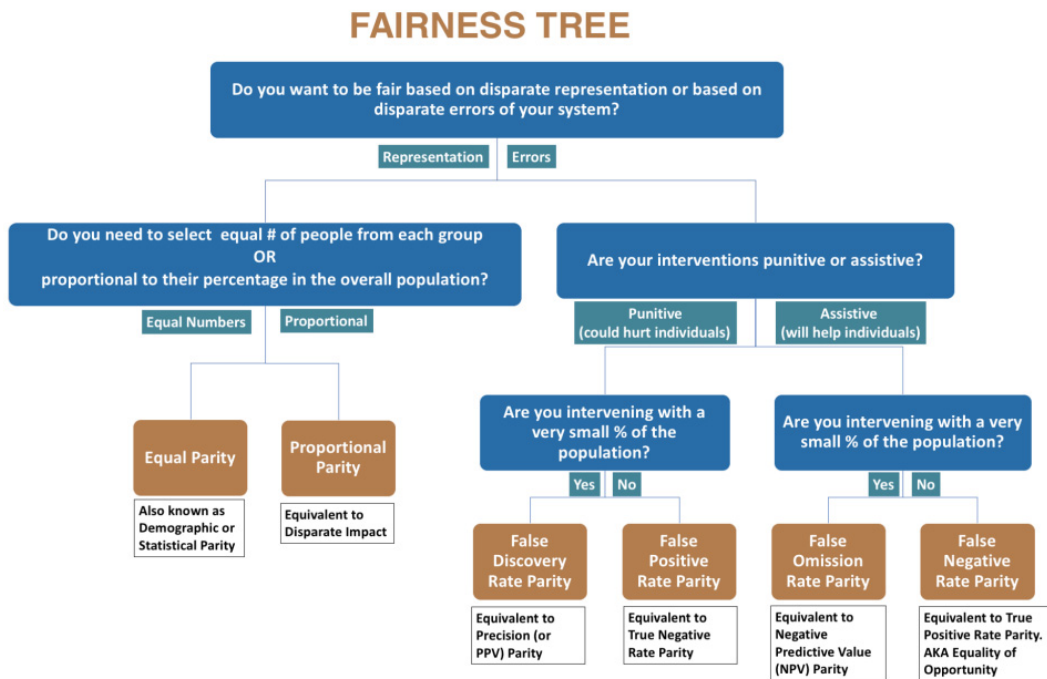 FAIRNESS TREE
Do you want to be fair based on disparate representation or based on
disparate errors of your system?
Representation
Errors
Do you need to select equal # of people from each group
OR
proportional to their percentage in the overall population?
Are your interventions punitive or assistive?
Equal Numbers
Proportional
Punitive
(could hurt individuals)
Assistive
(will help individuals)
Equal Parity
Also known as
Demographic or
Statistical Parity
Proportional
Parity
Equivalent to
Disparate Impact
Are you intervening with a
very small % of the
population?
Are you intervening with a very
small % of the population?
Yes
No
Yes
No
False
Discovery
Rate Parity
Equivalent to
Precision (or
PPV) Parity
False
Positive
Rate Parity
Equivalent to
True Negative
Rate Parity
False
Omission
Rate Parity
Equivalent to
Negative
Predictive Value
(NPV) Parity
False
Negative
Rate Parity
Equivalent to True
Positive Rate Parity.
AKA Equality of
Opportunity